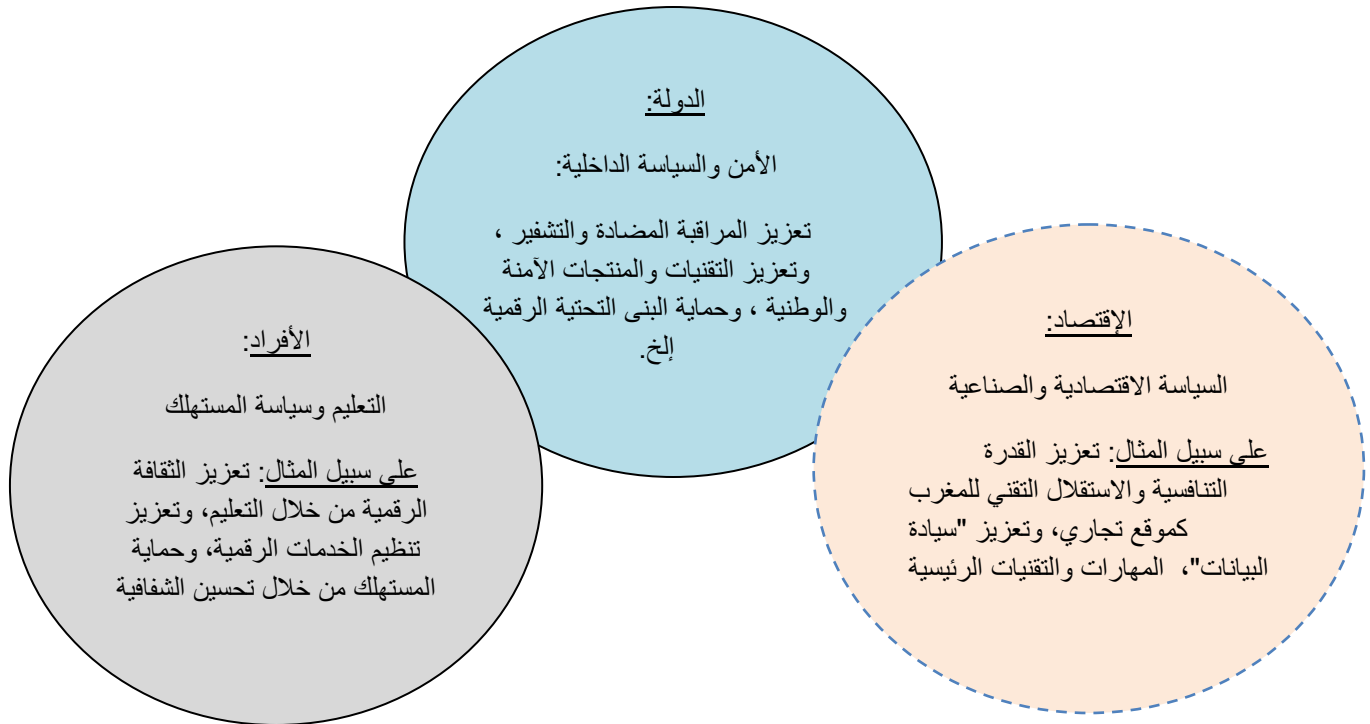 الدولة:
الأمن والسياسة الداخلية:
تعزيز المراقبة المضادة والتشفير ،
وتعزيز التقنيات والمنتجات الآمنة
والوطنية ، وحماية البنى التحتية الرقمية
إلخ.
الإقتصاد:
السياسة الاقتصادية والصناعية
على سبيل المثال: تعزيز القدرة
التنافسية والاستقلال التقني للمغرب
كموقع تجاري، وتعزيز "سيادة
البيانات"، المهارات والتقنيات الرئيسية
الأفراد:
التعليم وسياسة المستهلك
على سبيل المثال: تعزيز الثقافة
الرقمية من خلال التعليم، وتعزيز
تنظيم الخدمات الرقمية، وحماية
المستهلك من خلال تحسين الشفافية